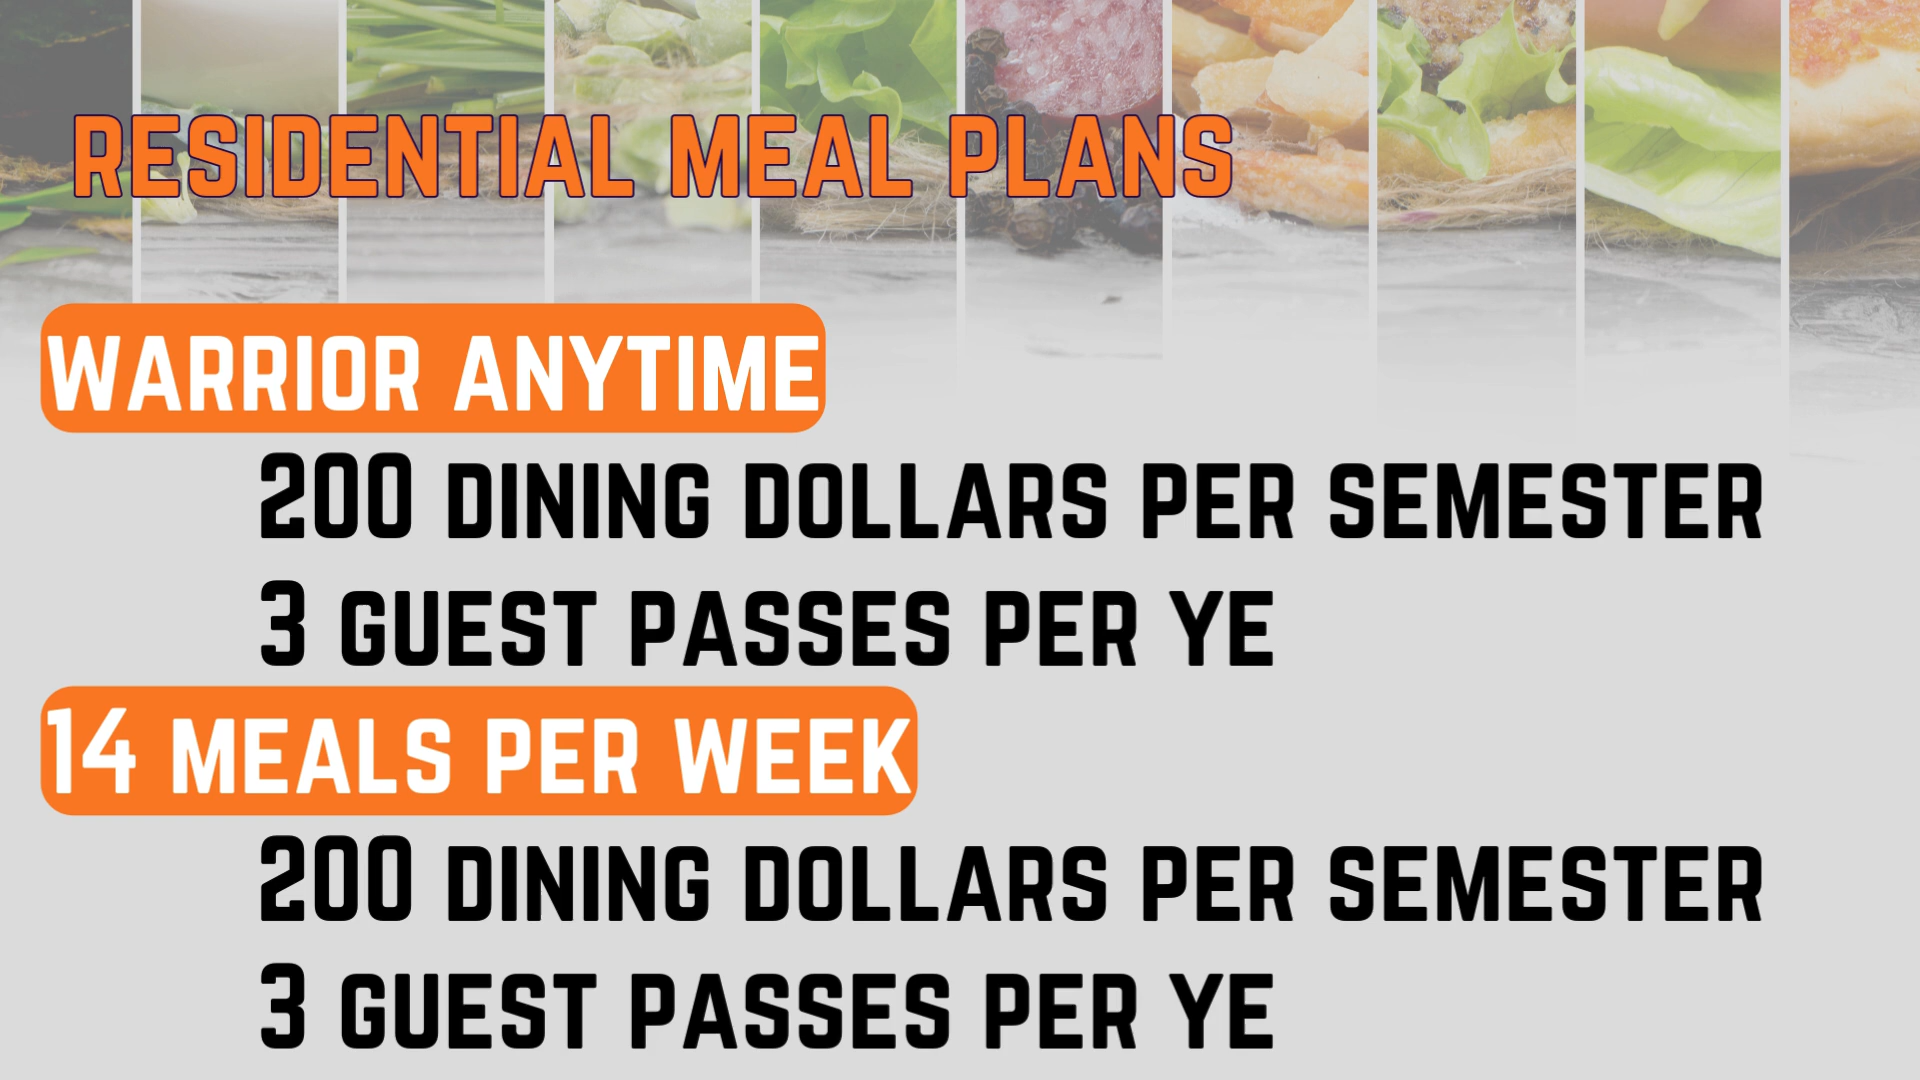 RESIDENTIAL MEAL PLANS
WARRIOR ANYTIME
200 DINING DOLLARS PER SEMESTER
3 GUEST PASSES PER YE
14 MEALS PER WEEK
200 DINING DOLLARS PER SEMESTER
3 GUEST PASSES PER YE